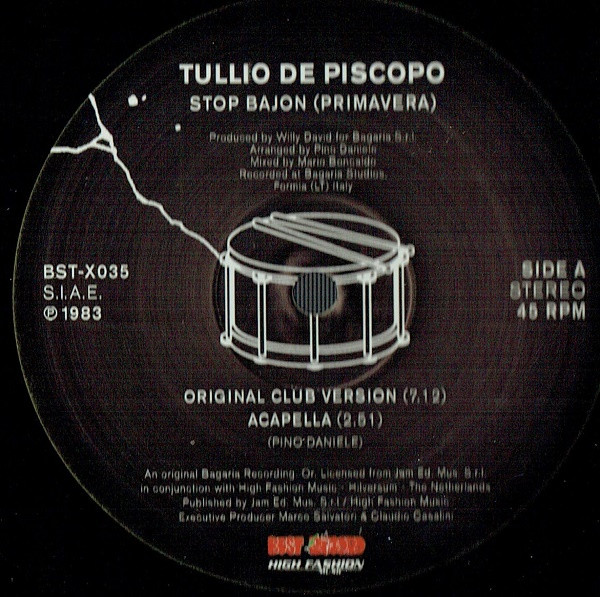 TULLIO DE PISCOPO
STOP BAJON (PRIMAVERA)
Produced by Willy David for Bagaria S.r.l.
Arranged by Pino Daniele
Mixed by Mario Boncaldo
Recorded at Bagaria Studios,
Formia (LT) Italy
BST-X035
S.I.A.E.
℗ 1983
SIDE A
STEREO
45 RPM
ORIGINAL CLUB VERSION (7.12)
ACAPELLA (2.51)
(PINO DANIELE)
An original Bagaria Recording. Or. Licensed from Jam Ed. Mus. S.r.l.
in conjunction with High Fashion Music - Hilversum - The Netherlands
Published by Jam Ed. Mus. S.r.l / High Fashion Music
Executive Producer Marco Salvatori & Claudio Casalini
HIGH FASHION